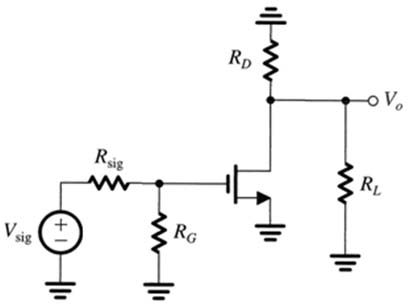 R_D
V_o
R_sig
R_L
V_sig
+
−
R_G